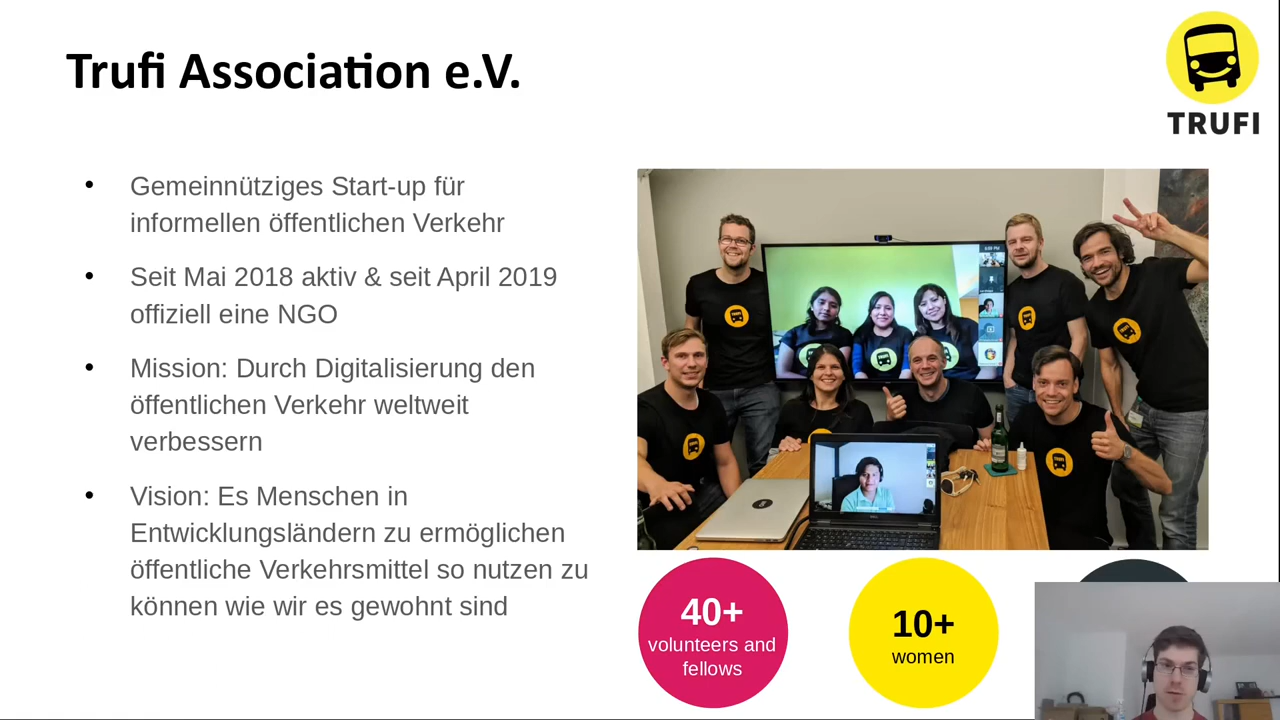 Trufi Association e.V.
TRUFI
Gemeinnütziges Start-up für
informellen öffentlichen Verkehr
Seit Mai 2018 aktiv & seit April 2019
offiziell eine NGO
Mission: Durch Digitalisierung den
öffentlichen Verkehr weltweit
verbessern
Vision: Es Menschen in
Entwicklungsländern zu ermöglichen
öffentliche Verkehrsmittel so nutzen zu
können wie wir es gewohnt sind
40+
volunteers and
fellows
10+
women